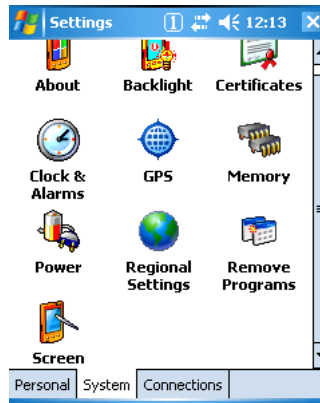 Settings 1 12:13
About Backlight Certificates
Clock & GPS Memory
Alarms
Power Regional Remove
Settings Programs
Screen
Personal System Connections